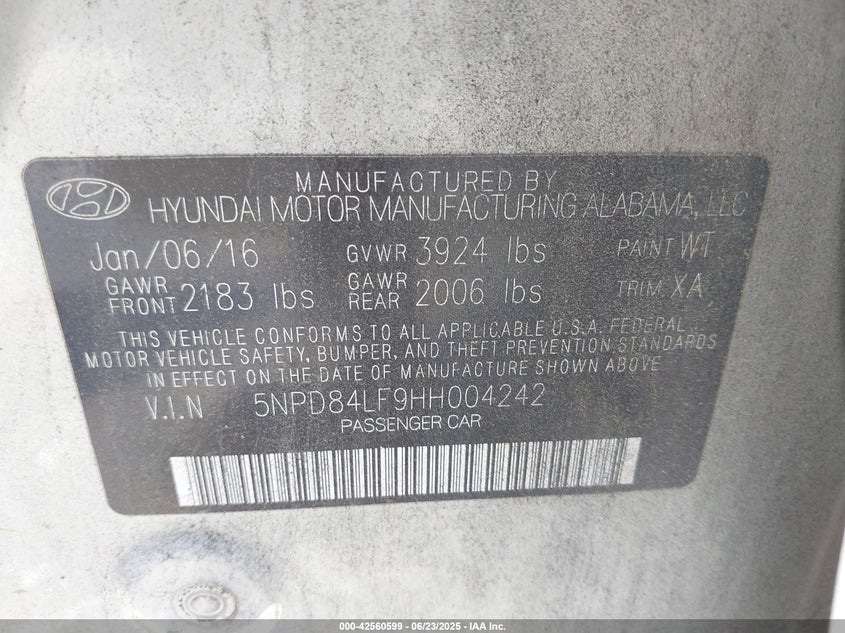 MANUFACTURED BY
HYUNDAI MOTOR MANUFACTURING ALABAMA, LLC
Jan/06/16 GVWR 3924 lbs PAINT WT
GAWR FRONT 2183 lbs GAWR REAR 2006 lbs TRIM XA
THIS VEHICLE CONFORMS TO ALL APPLICABLE U.S.A. FEDERAL
MOTOR VEHICLE SAFETY, BUMPER, AND THEFT PREVENTION STANDARDS
IN EFFECT ON THE DATE OF MANUFACTURE SHOWN ABOVE
V.I.N 5NPD84LF9HH004242
PASSENGER CAR
000-42560599 - 06/23/2025 - IAA Inc.